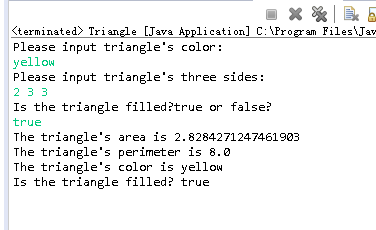 <terminated> Triangle [Java Application] C:\Program Files\Jav
Please input triangle's color:
yellow
Please input triangle's three sides:
2 3 3
Is the triangle filled?true or false?
true
The triangle's area is 2.8284271247461903
The triangle's perimeter is 8.0
The triangle's color is yellow
Is the triangle filled? true